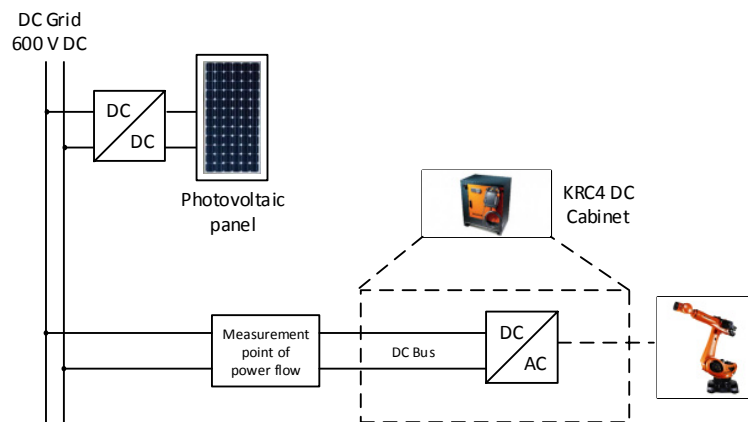 DC Grid
600 V DC
DC
DC
Photovoltaic
panel
KRC4 DC
Cabinet
Measurement
point of
power flow
DC Bus
DC
AC